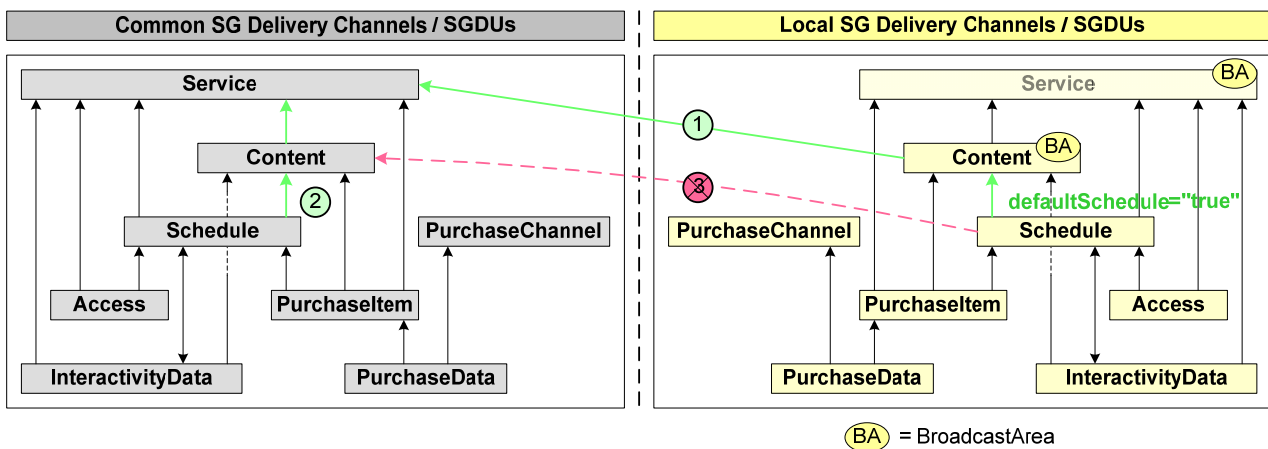 Common SG Delivery Channels / SGDUs
Local SG Delivery Channels / SGDUs
Service
Content
2
Schedule
PurchaseChannel
Access
PurchaseItem
InteractivityData
PurchaseData
1
3
BA
Service
BA
Content
defaultSchedule="true"
PurchaseChannel
Schedule
PurchaseItem
Access
PurchaseData
InteractivityData
BA = BroadcastArea